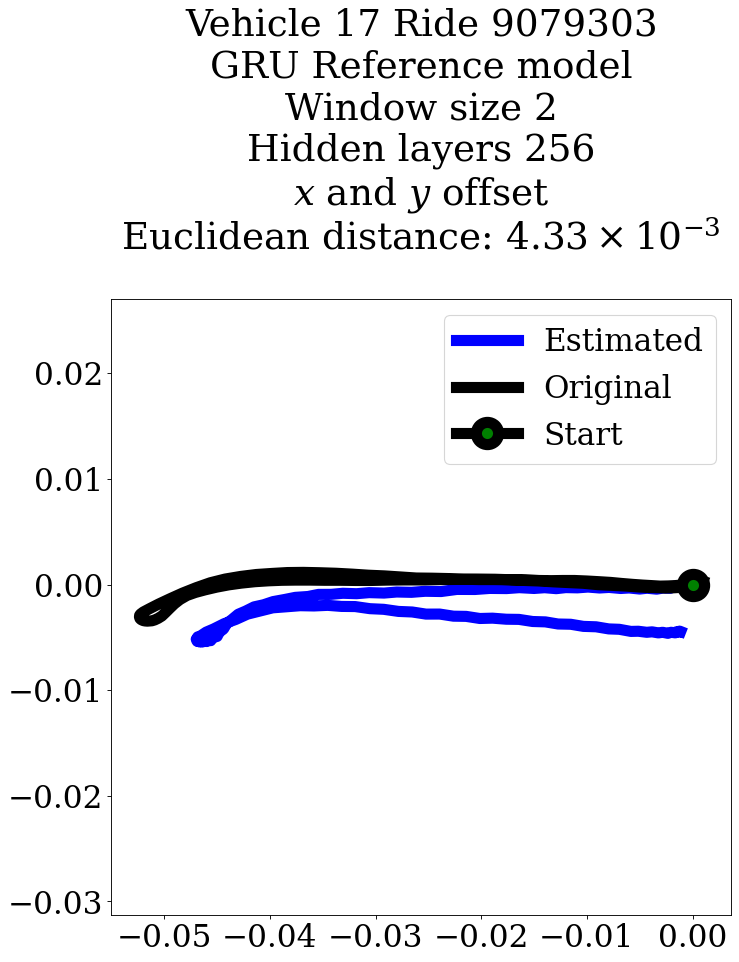 Vehicle 17 Ride 9079303
GRU Reference model
Window size 2
Hidden layers 256
x and y offset
Euclidean distance: 4.33 × 10⁻³
Estimated
Original
Start
0.02
0.01
0.00
−0.01
−0.02
−0.03
−0.05 −0.04 −0.03 −0.02 −0.01 0.00